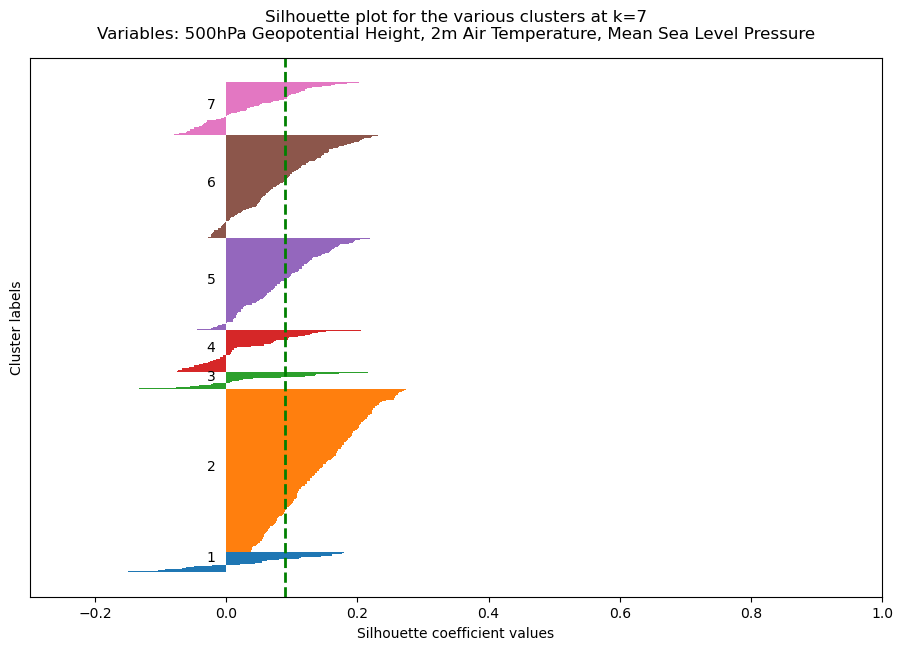 Silhouette plot for the various clusters at k=7
Variables: 500hPa Geopotential Height, 2m Air Temperature, Mean Sea Level Pressure
7
6
5
4
3
2
1
Cluster labels
−0.2 0.0 0.2 0.4 0.6 0.8 1.0
Silhouette coefficient values